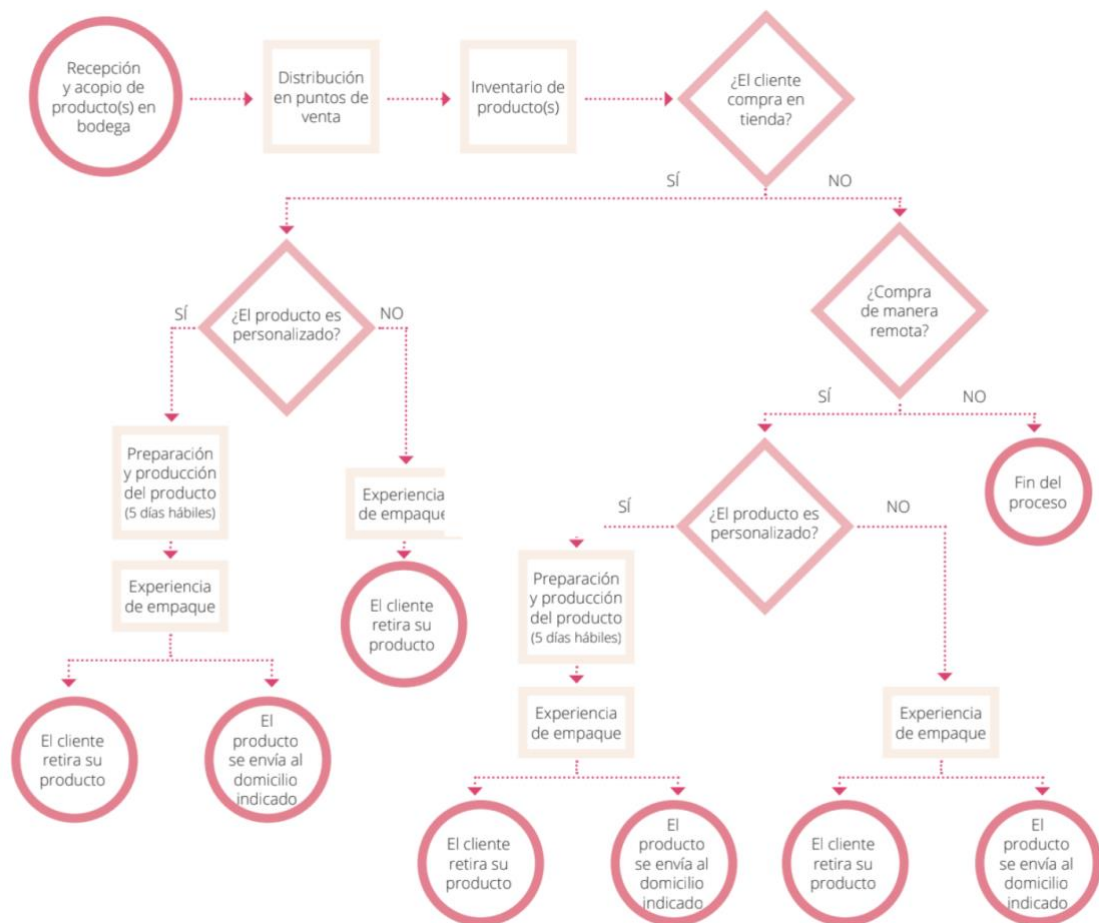 Recepción
y acopio de
producto(s) en
bodega
Distribución
en puntos de
venta
Inventario de
producto(s)
¿El cliente
compra en
tienda?
SÍ
NO
¿El producto es
personalizado?
SÍ
NO
Preparación
y producción
del producto
(5 días hábiles)
Experiencia
de empaque
El cliente
retira su
producto
El
producto
se envía al
domicilio
indicado
Experiencia
de empaque
El cliente
retira su
producto
¿Compra
de manera
remota?
SÍ
NO
Fin del
proceso
¿El producto es
personalizado?
SÍ
NO
Preparación
y producción
del producto
(5 días hábiles)
Experiencia
de empaque
El cliente
retira su
producto
El
producto
se envía al
domicilio
indicado
Experiencia
de empaque
El cliente
retira su
producto
El
producto
se envía al
domicilio
indicado